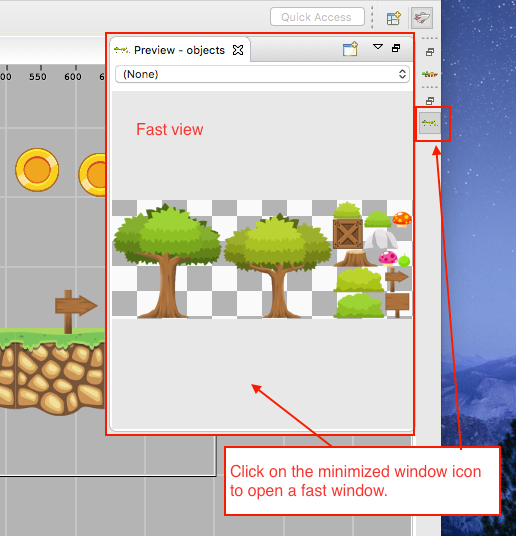 Quick Access
Preview - objects
00 550 600 6
(None)
Fast view
Click on the minimized window icon
to open a fast window.